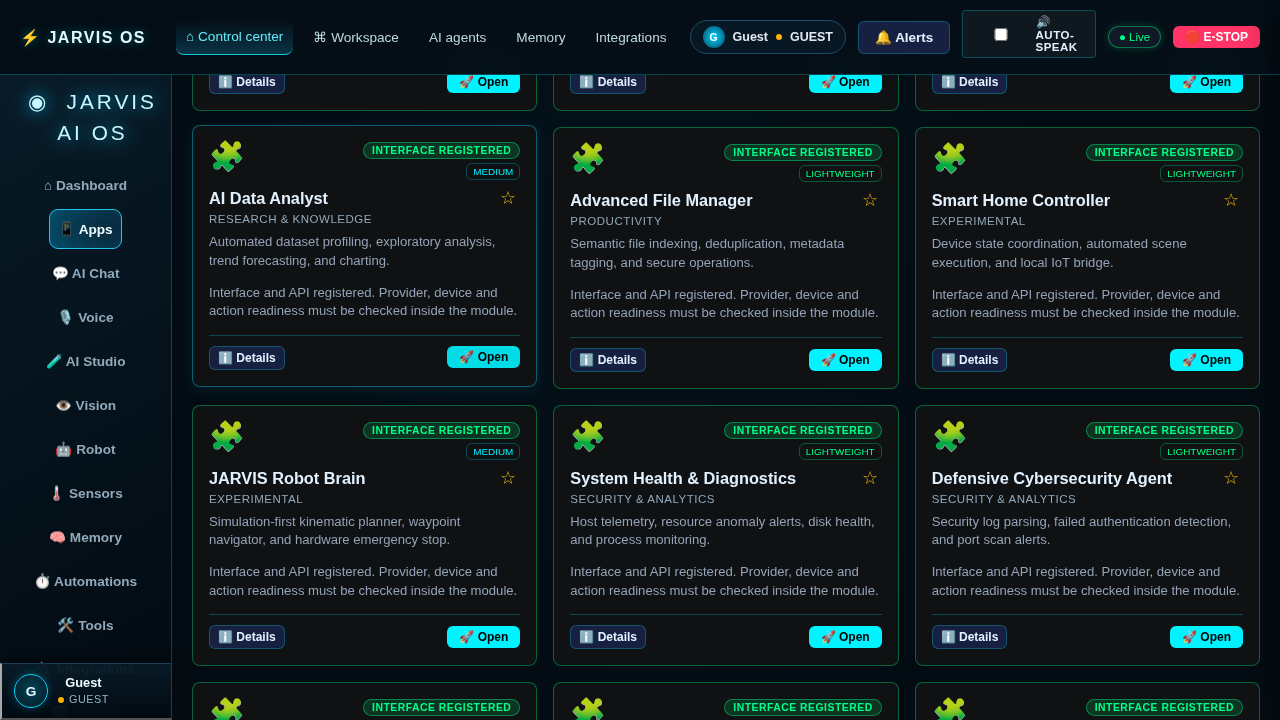 ⚡ JARVIS OS
⌂ Control center
⌘ Workspace
AI agents
Memory
Integrations
G Guest GUEST
🔔 Alerts
🔊 AUTO-SPEAK
● Live
🛑 E-STOP
◉ JARVIS
AI OS
⌂ Dashboard
📱 Apps
💬 AI Chat
🎙️ Voice
🧪 AI Studio
👁️ Vision
🤖 Robot
🌡️ Sensors
🧠 Memory
⏱️ Automations
🛠️ Tools
Integrations
G
Guest
GUEST
ℹ️ Details 🚀 Open
ℹ️ Details 🚀 Open
ℹ️ Details 🚀 Open
INTERFACE REGISTERED
MEDIUM
AI Data Analyst ☆
RESEARCH & KNOWLEDGE
Automated dataset profiling, exploratory analysis,
trend forecasting, and charting.
Interface and API registered. Provider, device and
action readiness must be checked inside the module.
ℹ️ Details 🚀 Open
INTERFACE REGISTERED
LIGHTWEIGHT
Advanced File Manager ☆
PRODUCTIVITY
Semantic file indexing, deduplication, metadata
tagging, and secure operations.
Interface and API registered. Provider, device and
action readiness must be checked inside the module.
ℹ️ Details 🚀 Open
INTERFACE REGISTERED
LIGHTWEIGHT
Smart Home Controller ☆
EXPERIMENTAL
Device state coordination, automated scene
execution, and local IoT bridge.
Interface and API registered. Provider, device and
action readiness must be checked inside the module.
ℹ️ Details 🚀 Open
INTERFACE REGISTERED
MEDIUM
JARVIS Robot Brain ☆
EXPERIMENTAL
Simulation-first kinematic planner, waypoint
navigator, and hardware emergency stop.
Interface and API registered. Provider, device and
action readiness must be checked inside the module.
ℹ️ Details 🚀 Open
INTERFACE REGISTERED
LIGHTWEIGHT
System Health & Diagnostics ☆
SECURITY & ANALYTICS
Host telemetry, resource anomaly alerts, disk health,
and process monitoring.
Interface and API registered. Provider, device and
action readiness must be checked inside the module.
ℹ️ Details 🚀 Open
INTERFACE REGISTERED
LIGHTWEIGHT
Defensive Cybersecurity Agent ☆
SECURITY & ANALYTICS
Security log parsing, failed authentication detection,
and port scan alerts.
Interface and API registered. Provider, device and
action readiness must be checked inside the module.
ℹ️ Details 🚀 Open
INTERFACE REGISTERED
INTERFACE REGISTERED
INTERFACE REGISTERED